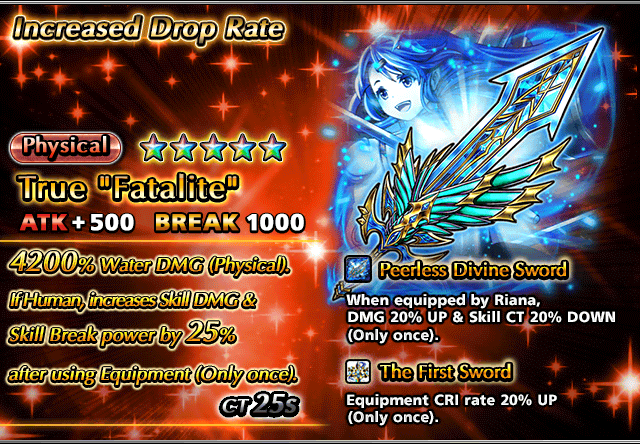 Increased Drop Rate
Physical
True "Fatalite"
ATK +500 BREAK 1000
4200% Water DMG (Physical).
If Human, increases Skill DMG &
Skill Break power by 25%
after using Equipment (Only once).
CT 25s
Peerless Divine Sword
When equipped by Riana,
DMG 20% UP & Skill CT 20% DOWN
(Only once).
The First Sword
Equipment CRI rate 20% UP
(Only once).